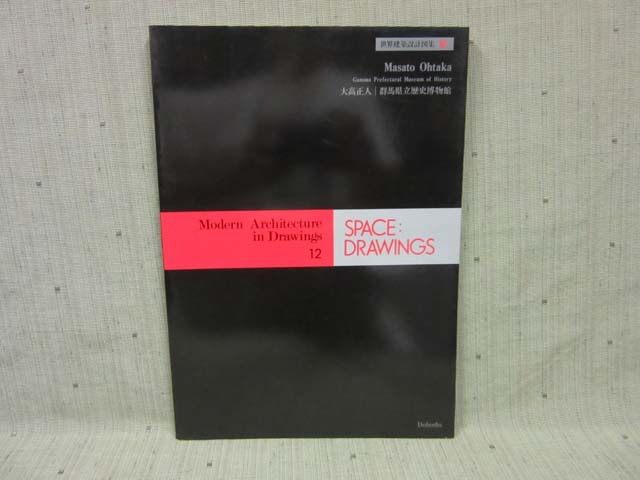 世界建築設計図集 12
Masato Ohtaka
Gunma Prefectural Museum of History
大高正人｜群馬県立歴史博物館
Modern Architecture
in Drawings
12
SPACE:
DRAWINGS
Dohosha